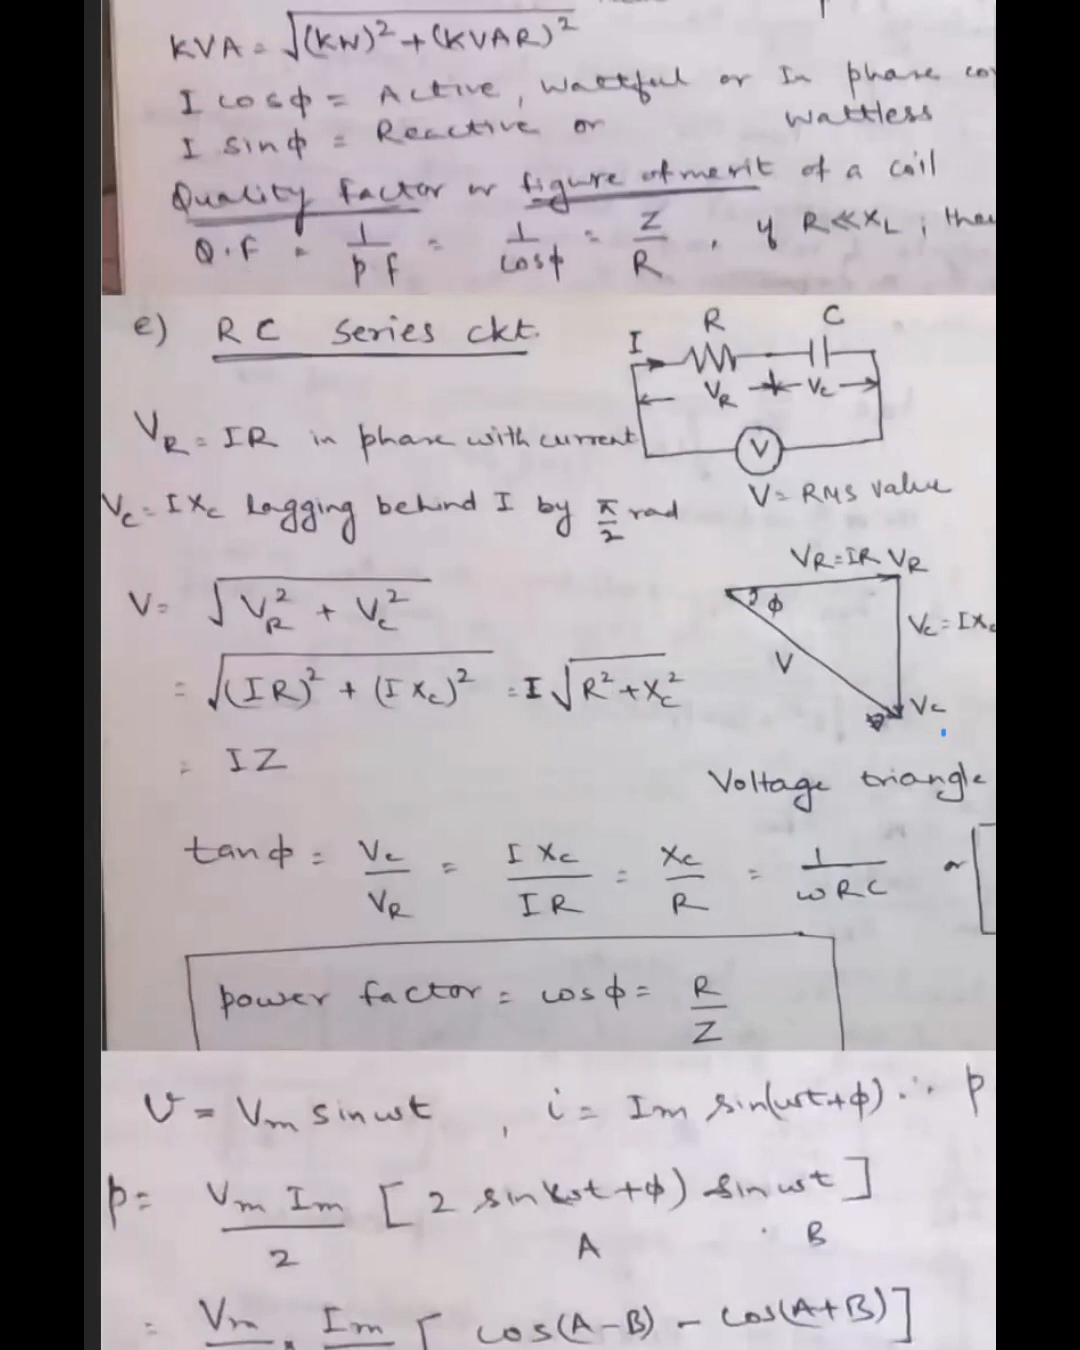 KVA = √(KW)² + (KVAR)²
I cosφ = Active, Wattful or In phase
I sinφ = Reactive or wattless
Quality factor or figure of merit of a coil
Q.F = 1/pf = 1/cosφ = Z/R, if R << XL ;
e) RC series ckt.
R C
I
VR Vc
V
VR = IR in phase with current
V = RMS value
Vc = IXc lagging behind I by π/2 rad
VR = IR VR
φ
Vc = IXc
V = √VR² + Vc²
V
= √(IR)² + (IXc)² = I√R² + Xc²
Vc
= IZ
Voltage triangle
tanφ = Vc/VR = IXc/IR = Xc/R = 1/ωRC or
power factor = cosφ = R/Z
v = Vm sinωt , i = Im sin(ωt+φ) ∴ p
p = VmIm/2 [2 sin(ωt+φ) sinωt]
A B
= Vm . Im [cos(A-B) - cos(A+B)]